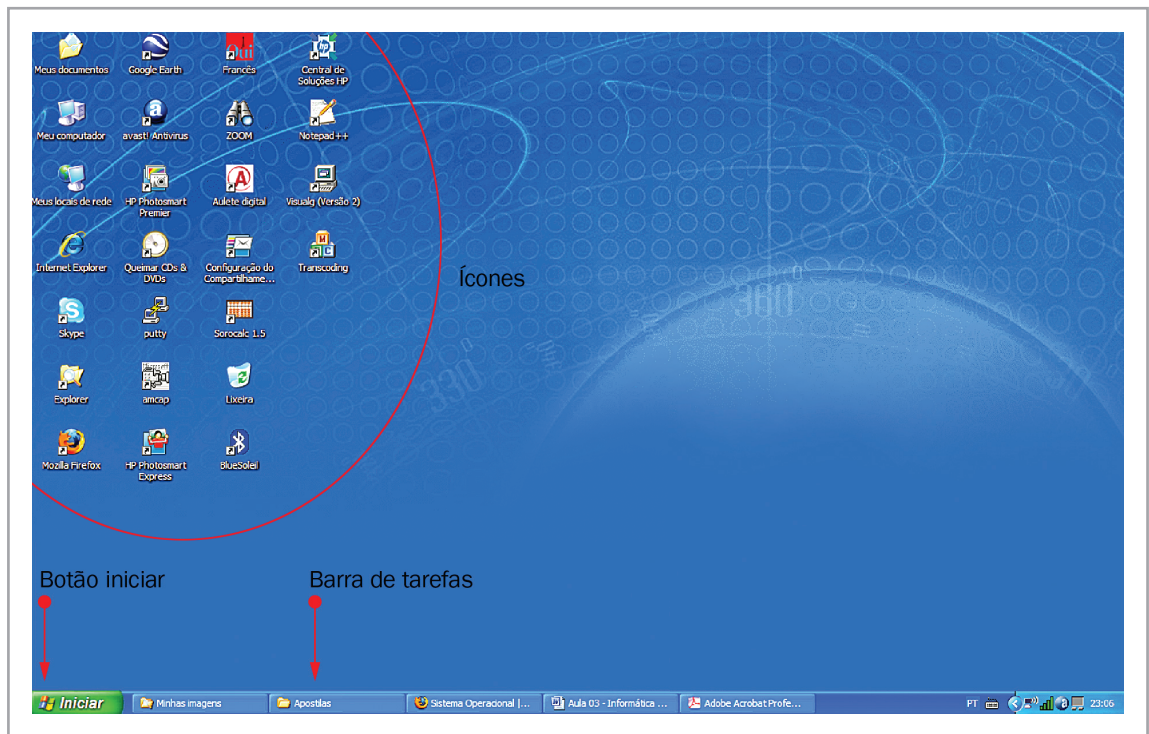 Meus documentos
Google Earth
Francês
Central de
Soluções HP
Meu computador
avast! Antivirus
ZOOM
Notepad++
Meus locais de rede
HP Photosmart
Premier
Aulete digital
Visualg (Versão 2)
Internet Explorer
Queimar CDs &
DVDs
Configuração do
Compartilhame...
Transcoding
Ícones
360
Skype
putty
Sorocalc 1.5
330
Explorer
amcap
Lixeira
Mozilla Firefox
HP Photosmart
Express
BlueSoleil
Botão iniciar
Barra de tarefas
Iniciar
Minhas imagens
Apostilas
Sistema Operacional |...
Aula 03 - Informática ...
Adobe Acrobat Profe...
PT
23:06